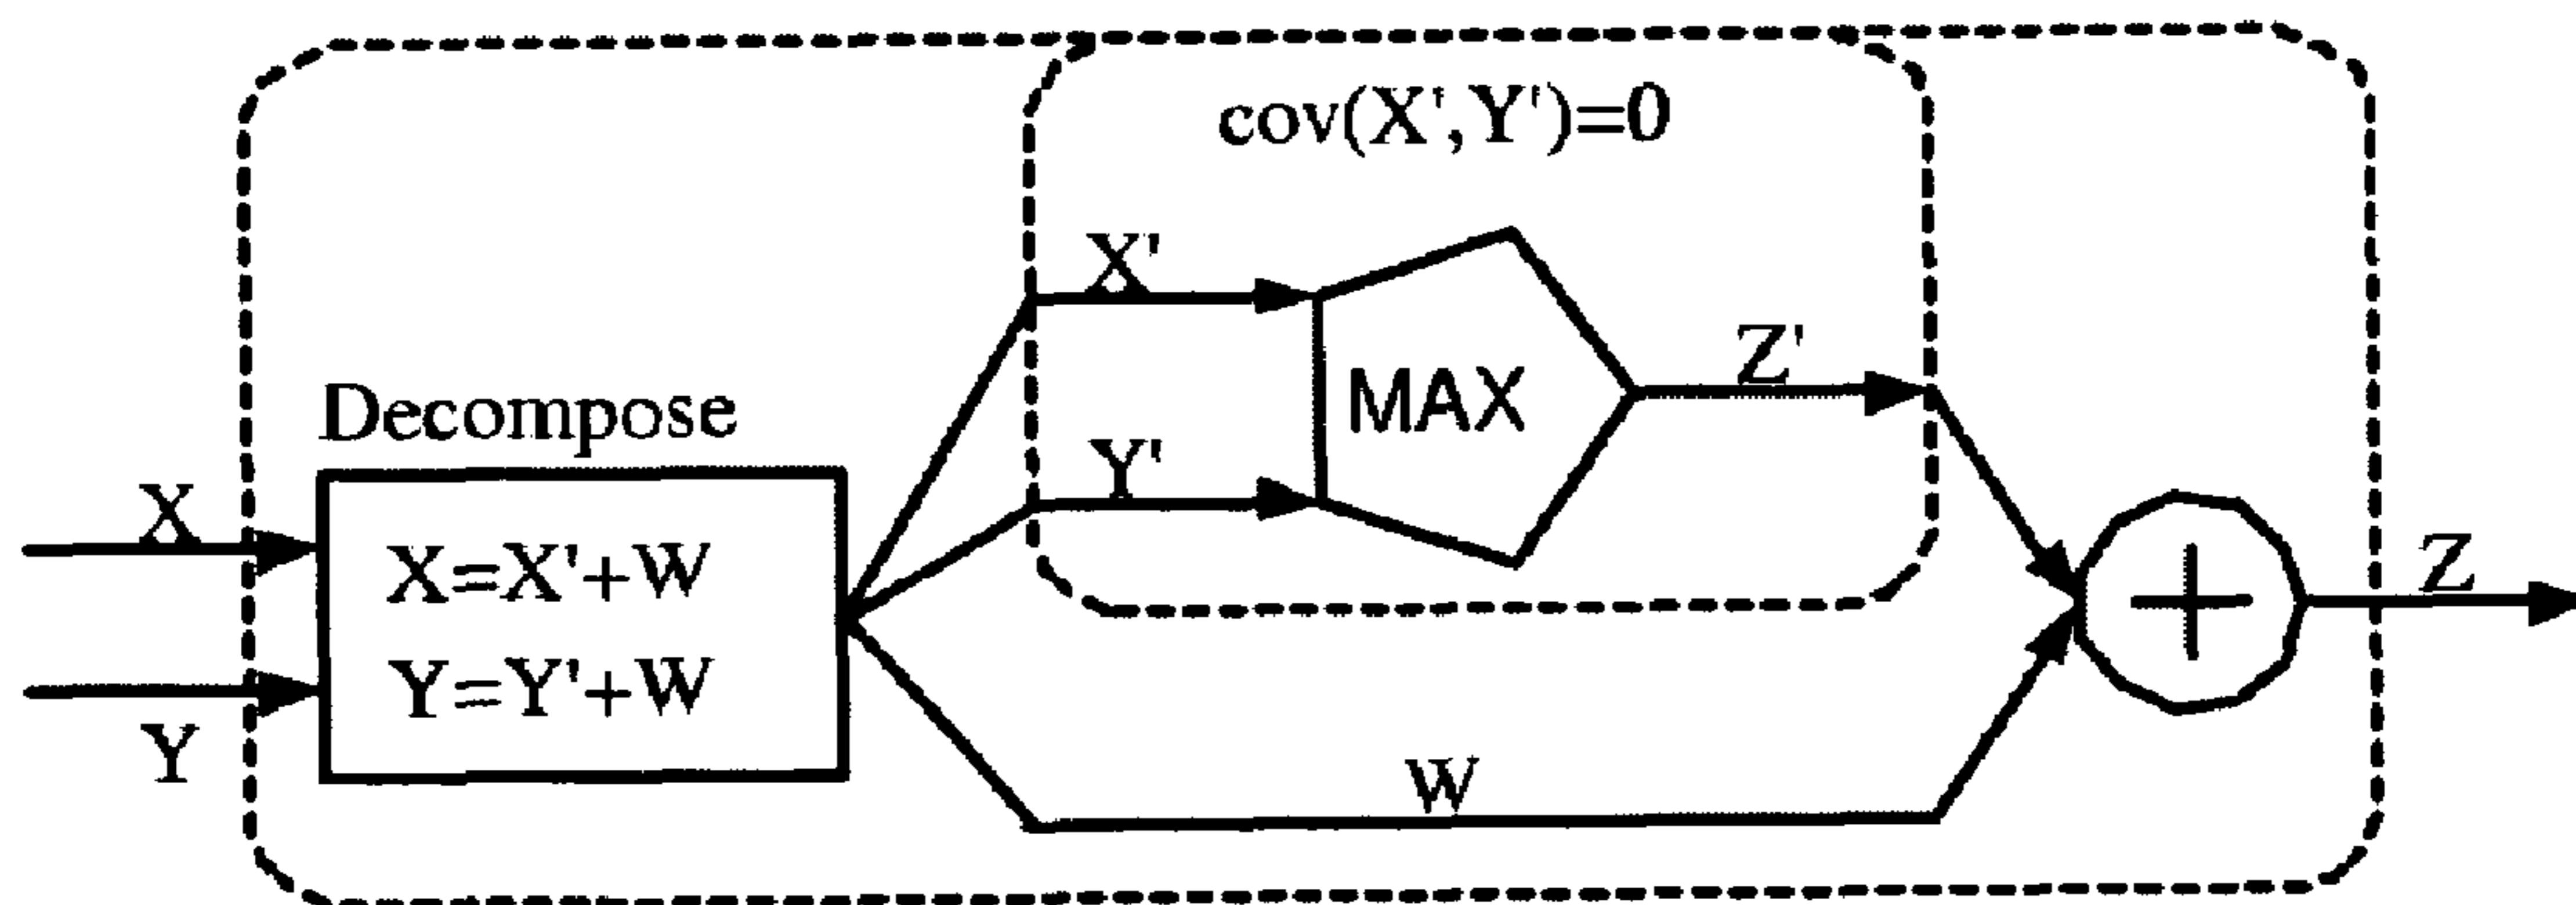 cov(X',Y')=0
X'
Z'
MAX
Decompose
Y'
X
X=X'+W
Z
Y=Y'+W
Y
W